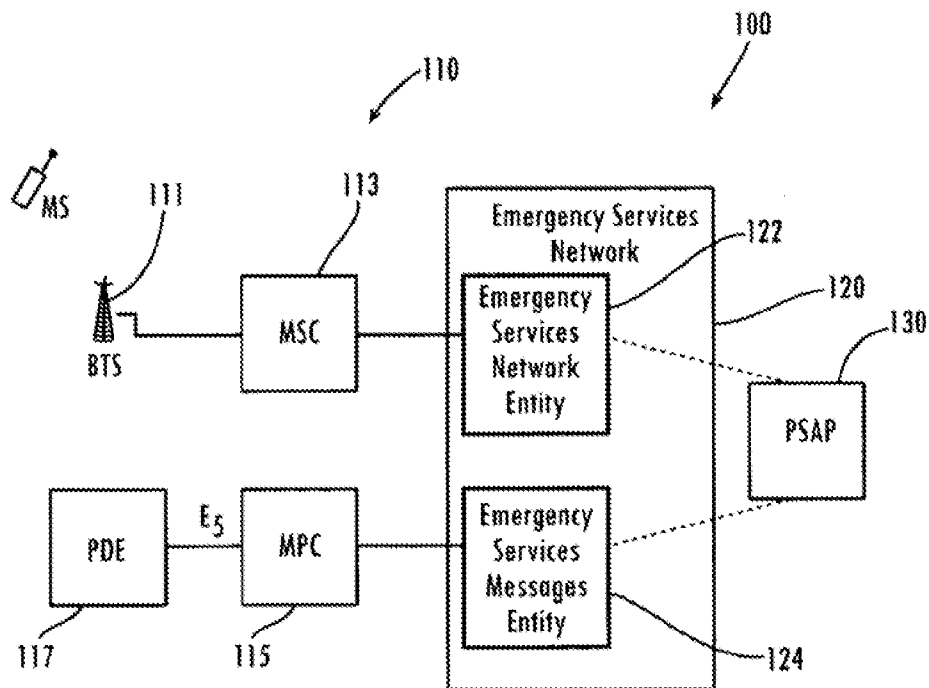 100
110
MS
111
113
Emergency Services
Network
122
120
130
BTS
MSC
Emergency
Services
Network
Entity
PSAP
PDE
E5
MPC
Emergency
Services
Messages
Entity
117
115
124